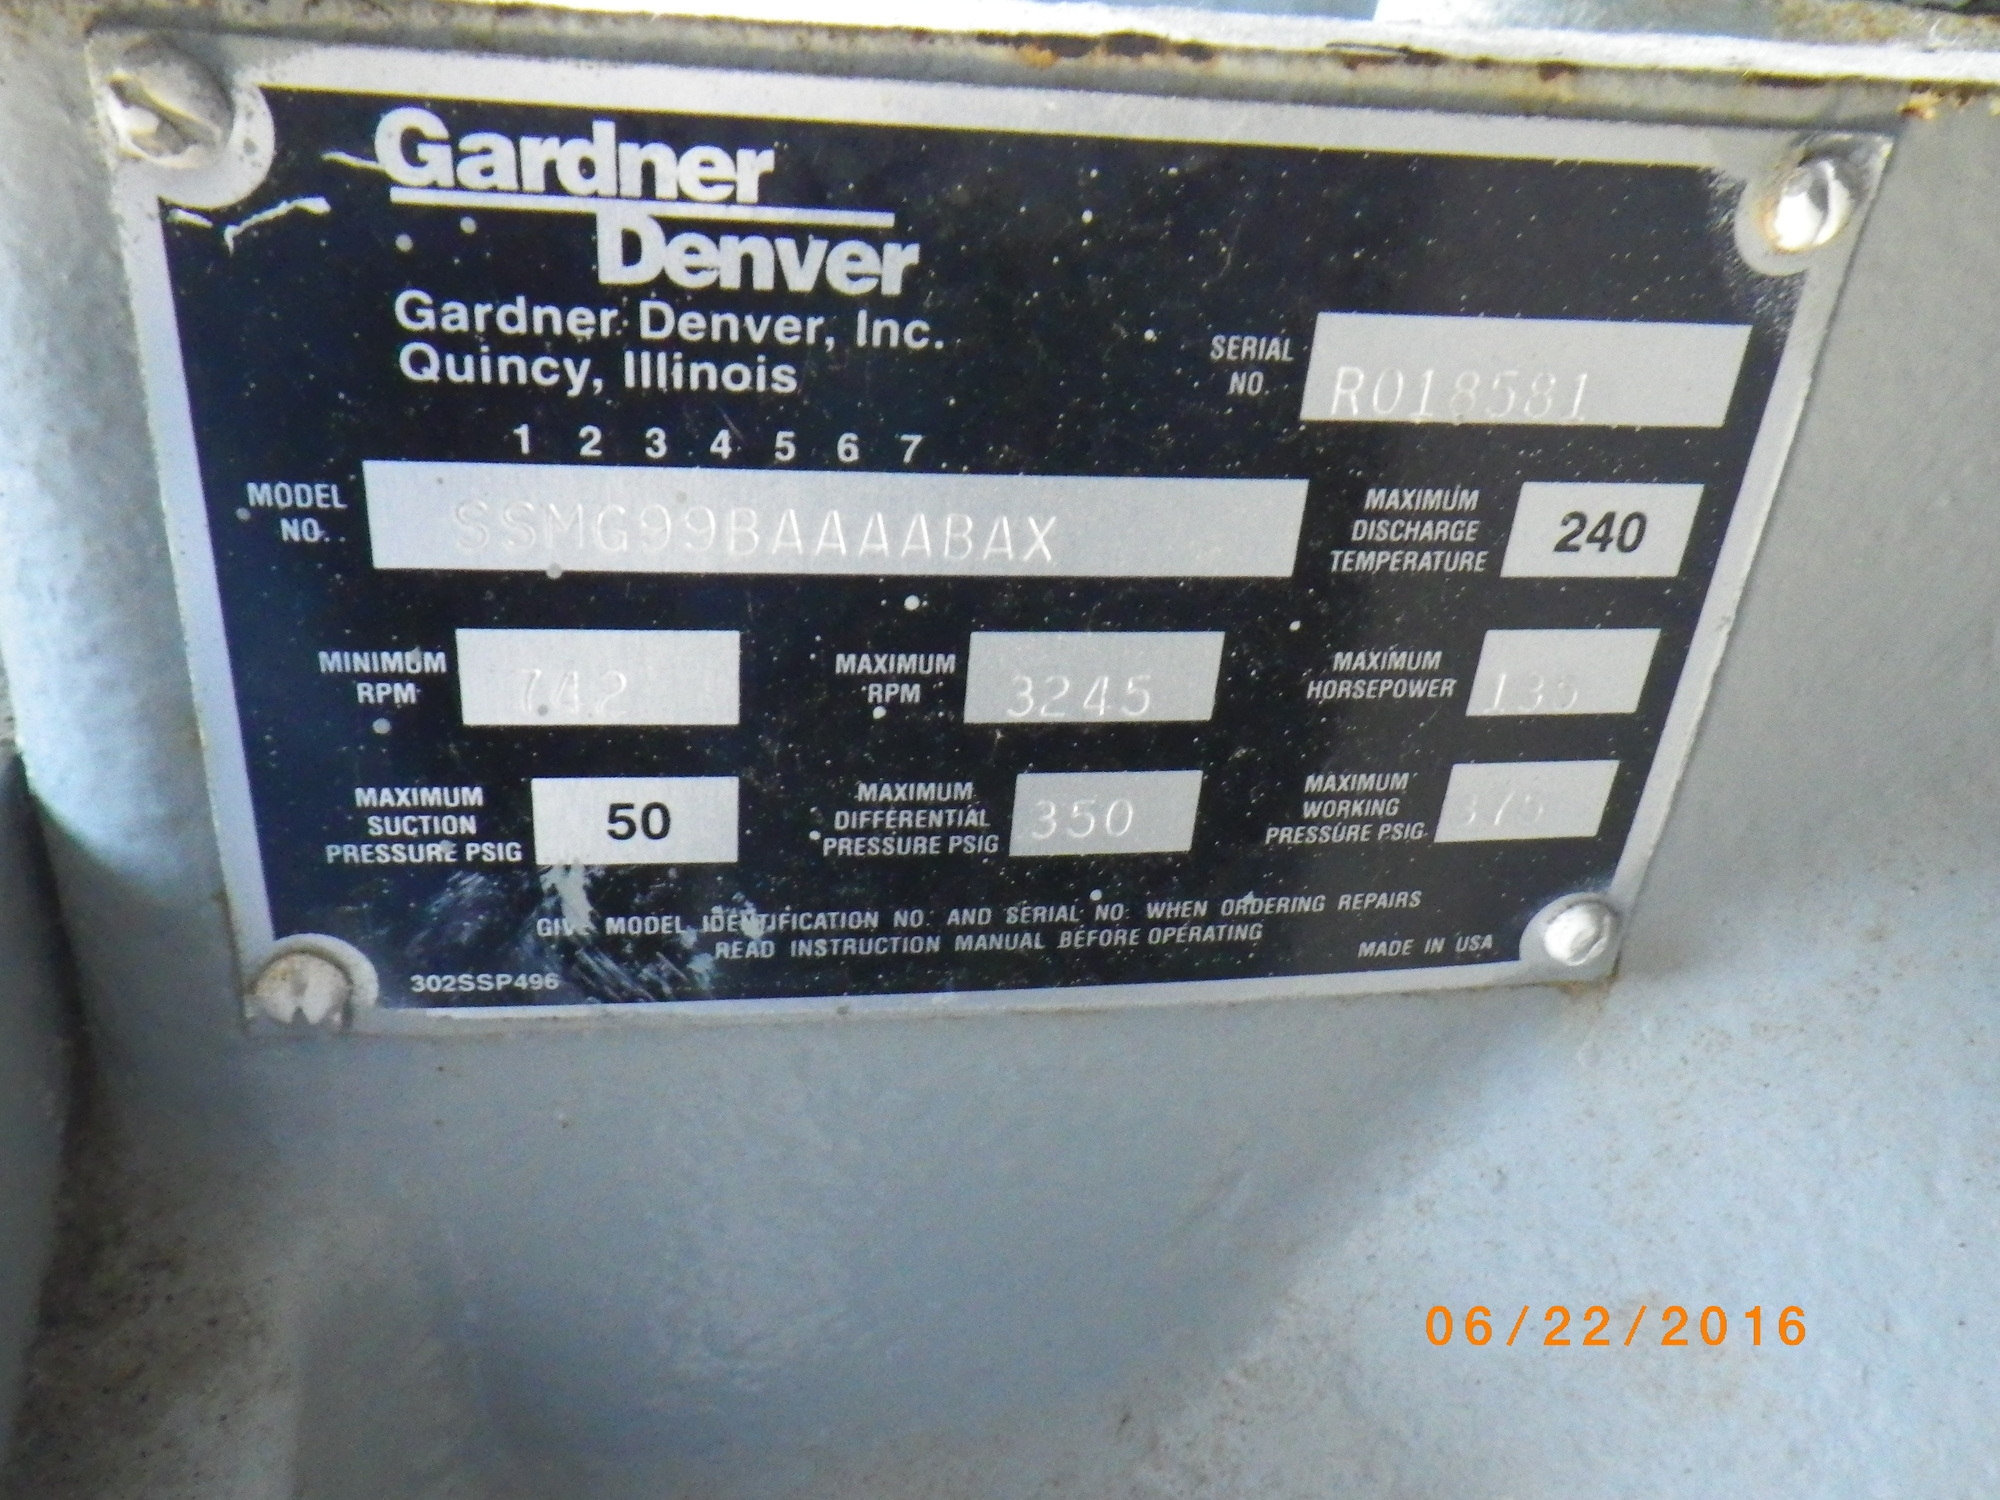 Gardner
Denver
Gardner Denver, Inc.
Quincy, Illinois
SERIAL NO. R018581
1 2 3 4 5 6 7
MODEL NO. SSMG99BAAAABAX
MAXIMUM DISCHARGE TEMPERATURE 240
MINIMUM RPM 742
MAXIMUM RPM 3245
MAXIMUM HORSEPOWER 135
MAXIMUM SUCTION PRESSURE PSIG 50
MAXIMUM DIFFERENTIAL PRESSURE PSIG 350
MAXIMUM WORKING PRESSURE PSIG 375
GIVE MODEL IDENTIFICATION NO. AND SERIAL NO. WHEN ORDERING REPAIRS
READ INSTRUCTION MANUAL BEFORE OPERATING
MADE IN USA
302SSP496
06/22/2016